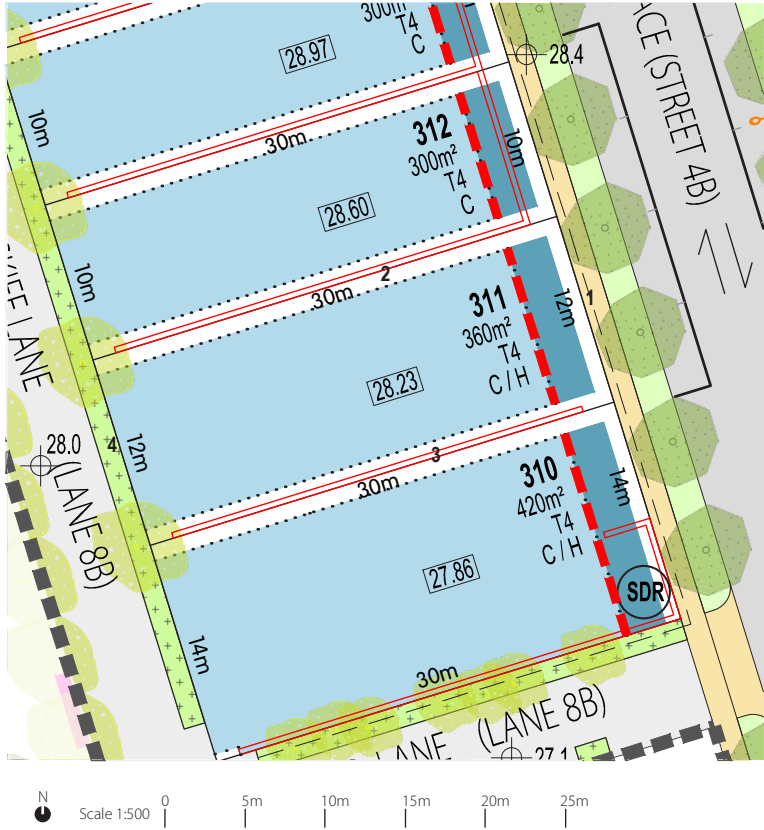 300m²
T4
C
28.97
28.4
ACE (STREET 4B)
10m
30m
312
300m²
T4
C
10m
28.60
10m
2
30m
311
360m²
T4
C / H
12m
1
LANE
28.23
28.0
4
12m
3
30m
310
420m²
T4
C / H
14m
(LANE 8B)
27.86
SDR
14m
30m
LANE (LANE 8B)
27.1
N
Scale 1:500
0 5m 10m 15m 20m 25m